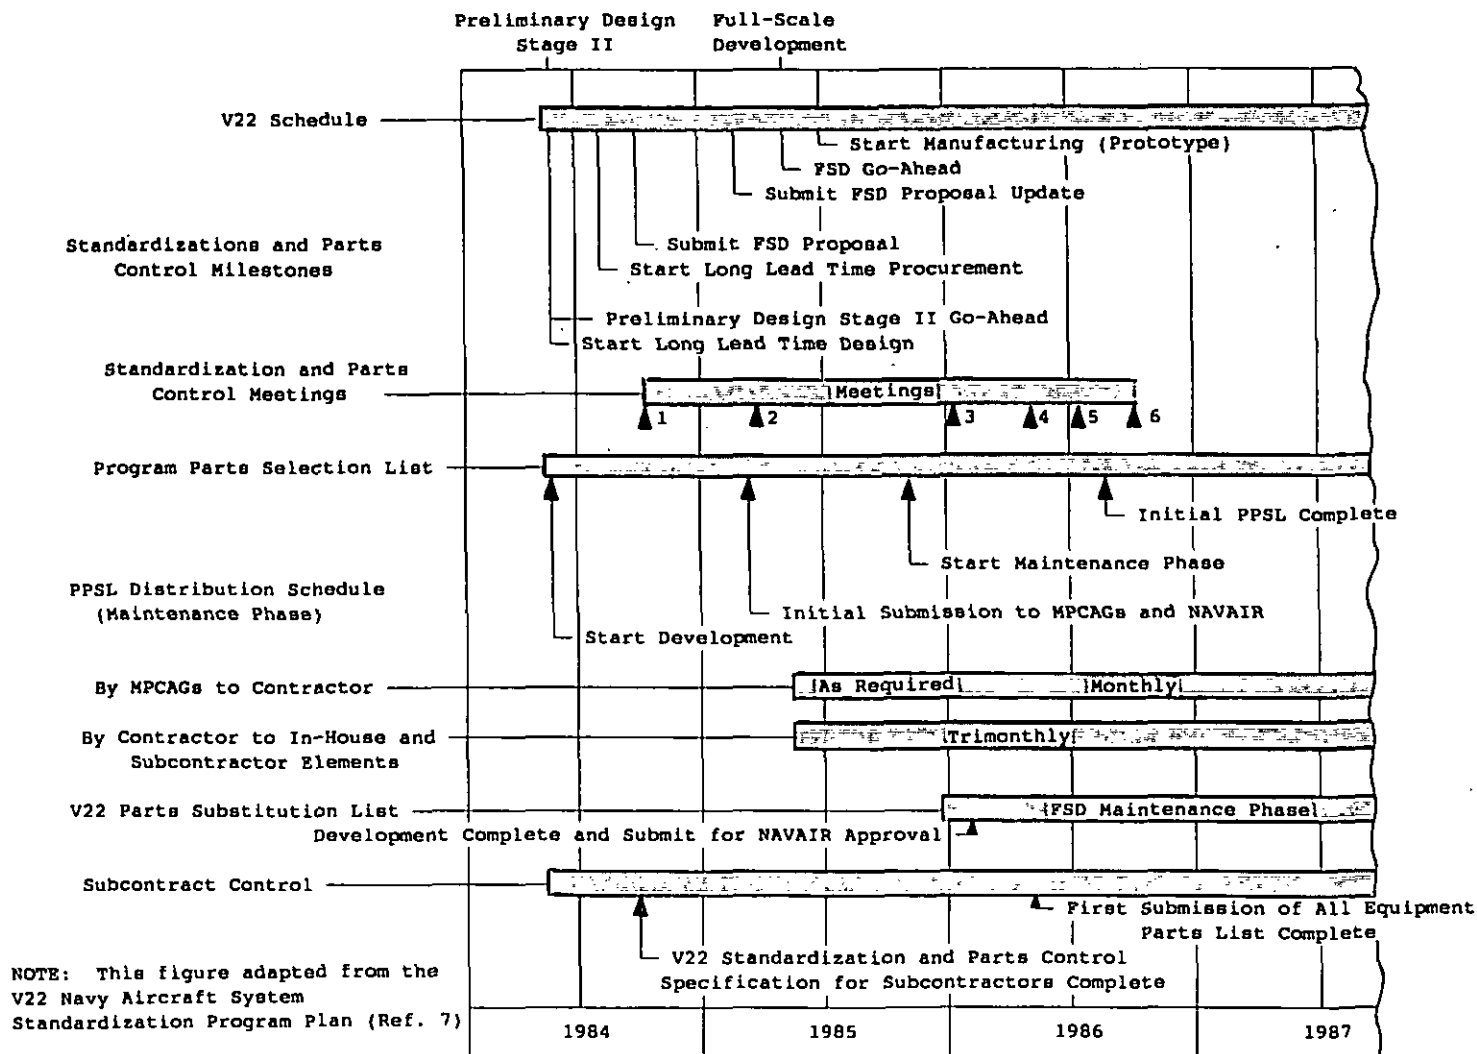 Preliminary Design
Stage II
Full-Scale
Development
V22 Schedule
Start Manufacturing (Prototype)
FSD Go-Ahead
Submit FSD Proposal Update
Standardizations and Parts
Control Milestones
Submit FSD Proposal
Start Long Lead Time Procurement
Preliminary Design Stage II Go-Ahead
Start Long Lead Time Design
Standardization and Parts
Control Meetings
Meetings
1
2
3
4
5
6
Program Parts Selection List
Initial PPSL Complete
Start Maintenance Phase
PPSL Distribution Schedule
(Maintenance Phase)
Initial Submission to MPCAGs and NAVAIR
Start Development
By MPCAGs to Contractor
As Required
Monthly
By Contractor to In-House and
Subcontractor Elements
Trimonthly
V22 Parts Substitution List
FSD Maintenance Phase
Development Complete and Submit for NAVAIR Approval
Subcontract Control
First Submission of All Equipment
Parts List Complete
V22 Standardization and Parts Control
Specification for Subcontractors Complete
NOTE: This figure adapted from the
V22 Navy Aircraft System
Standardization Program Plan (Ref. 7)
1984
1985
1986
1987